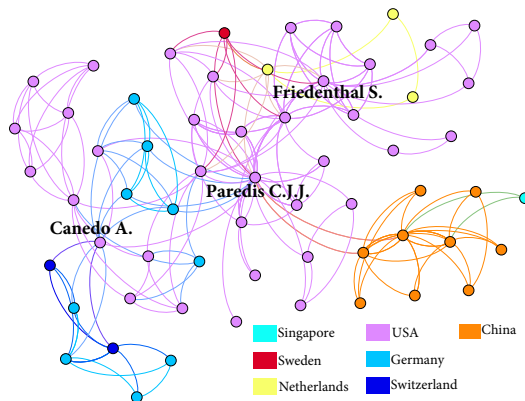 Friedenthal S.
Paredis C.J.J.
Canedo A.
Singapore
USA
China
Sweden
Germany
Netherlands
Switzerland